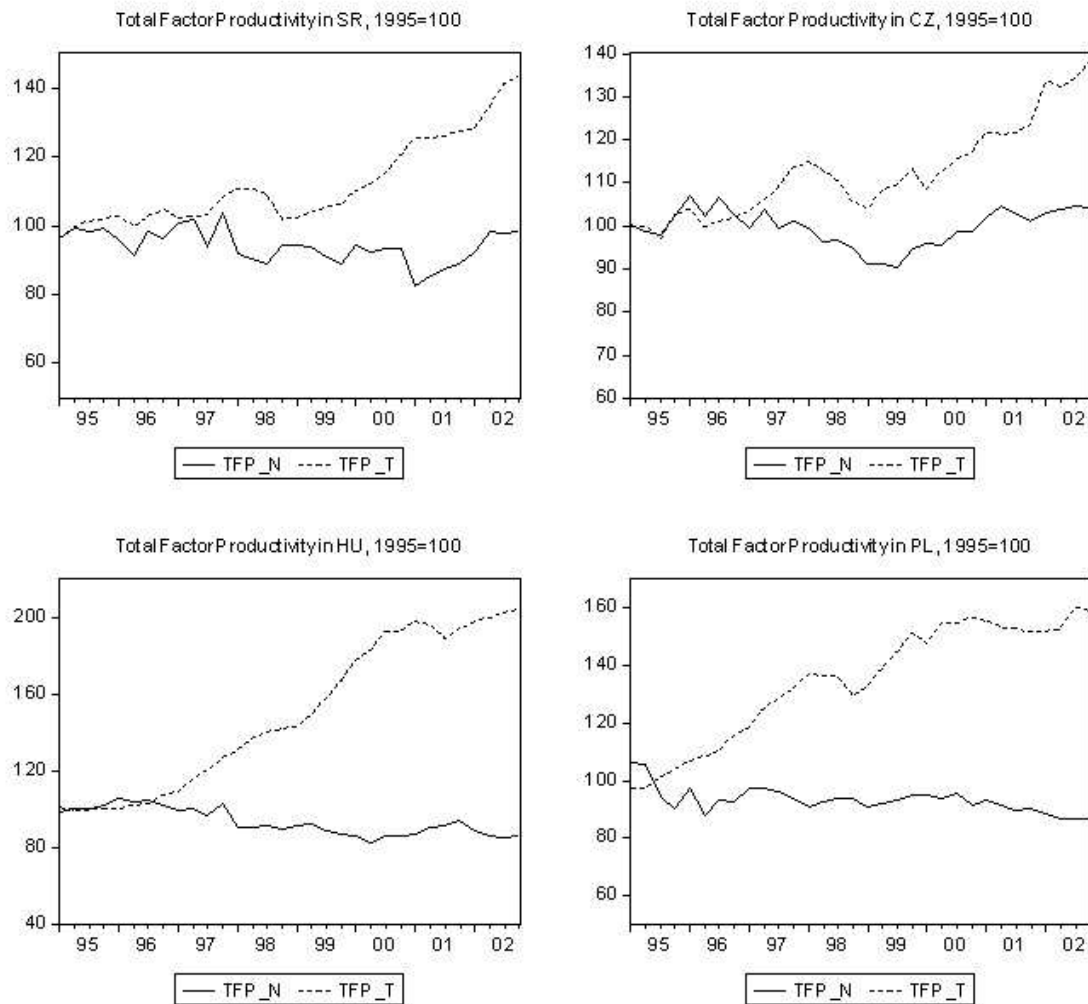 Total Factor Productivity in SR, 1995=100
140
120
100
80
60
95 96 97 98 99 00 01 02
TFP_N TFP_T
Total Factor Productivity in CZ, 1995=100
140
130
120
110
100
90
80
70
60
95 96 97 98 99 00 01 02
TFP_N TFP_T
Total Factor Productivity in HU, 1995=100
200
160
120
80
40
95 96 97 98 99 00 01 02
TFP_N TFP_T
Total Factor Productivity in PL, 1995=100
160
140
120
100
80
60
95 96 97 98 99 00 01 02
TFP_N TFP_T